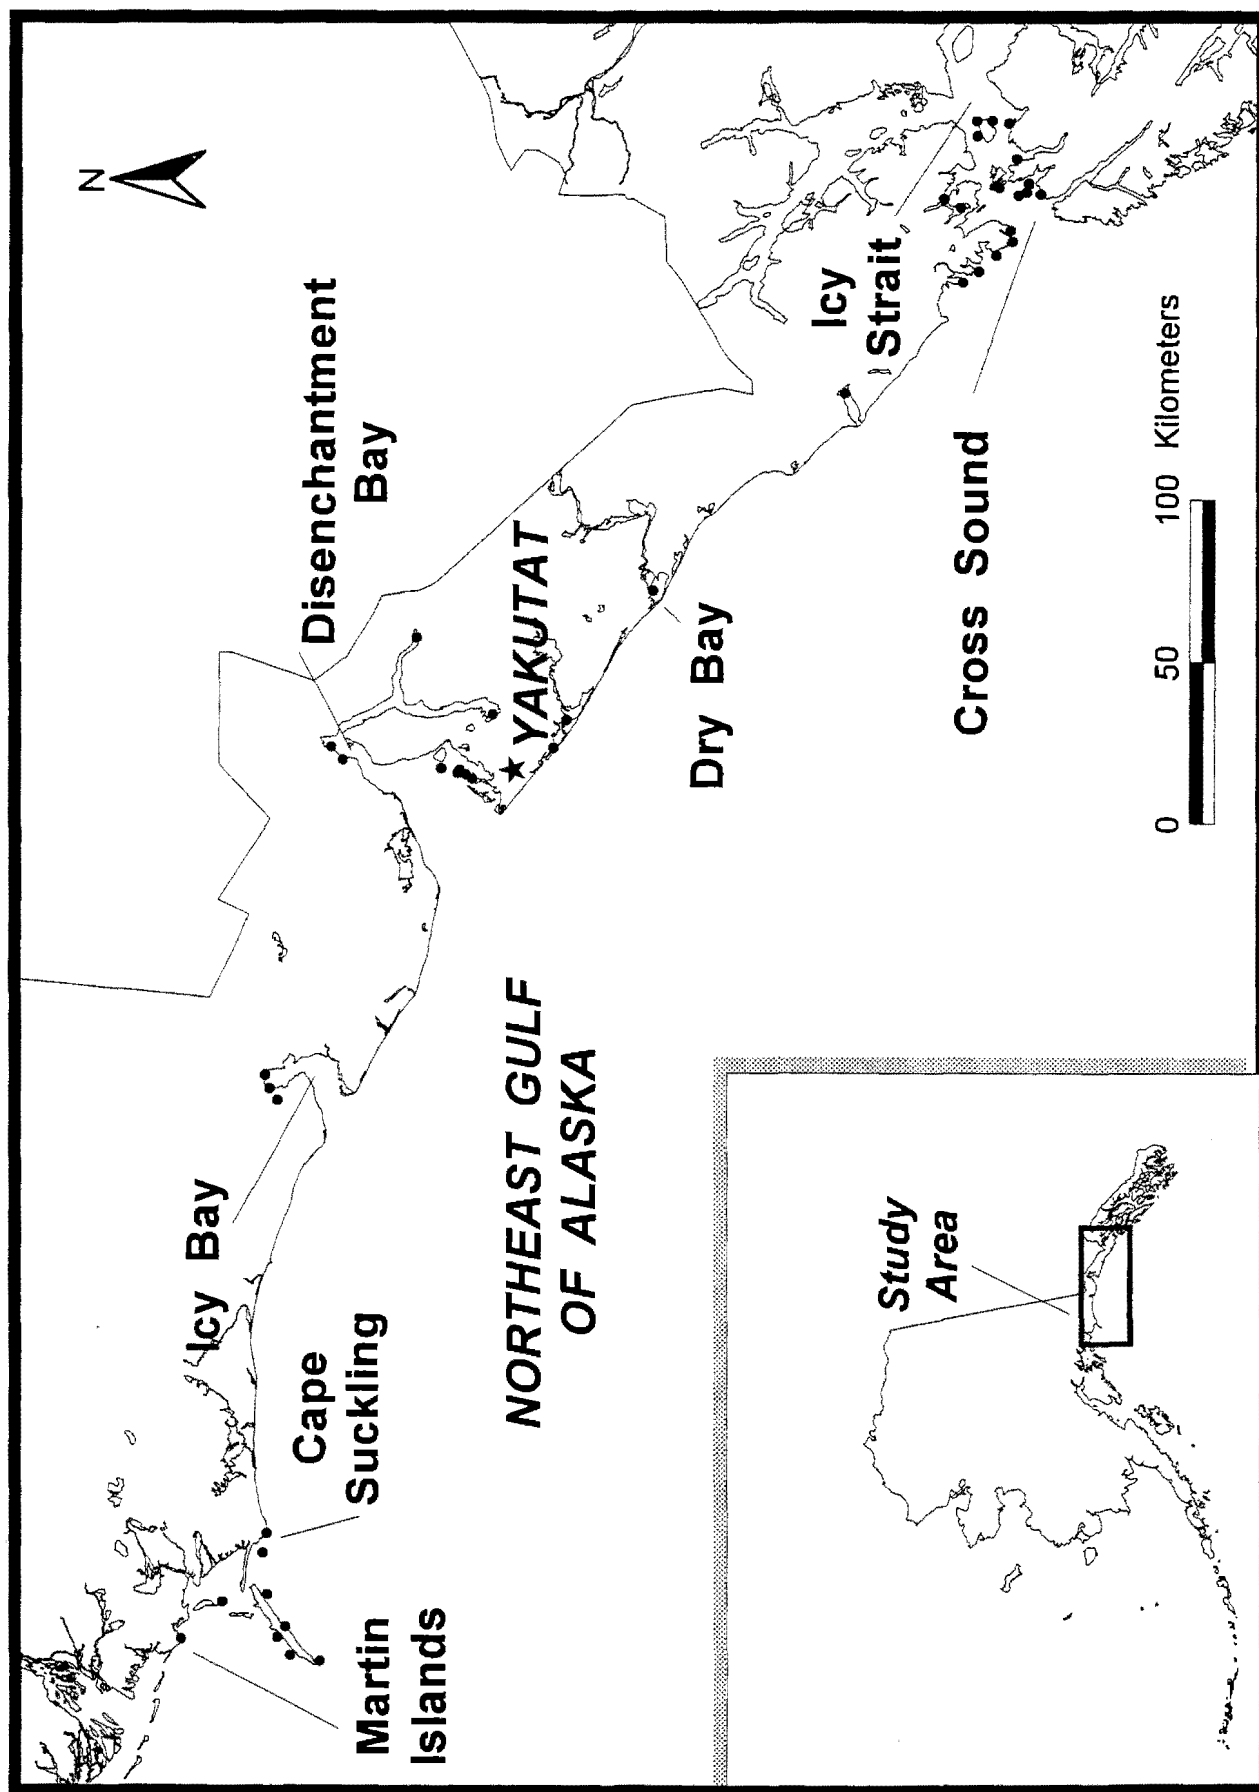 N
Disenchantment
Bay
YAKUTAT
Icy
Strait
Icy Bay
Cape
Suckling
Martin
Islands
Dry Bay
Cross Sound
NORTHEAST GULF
OF ALASKA
0 50 100 Kilometers
Study
Area